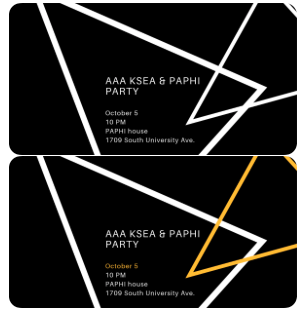 AAA KSEA & PAPHI
PARTY
October 5
10 PM
PAPHI house
1709 South University Ave.
AAA KSEA & PAPHI
PARTY
October 5
10 PM
PAPHI house
1709 South University Ave.